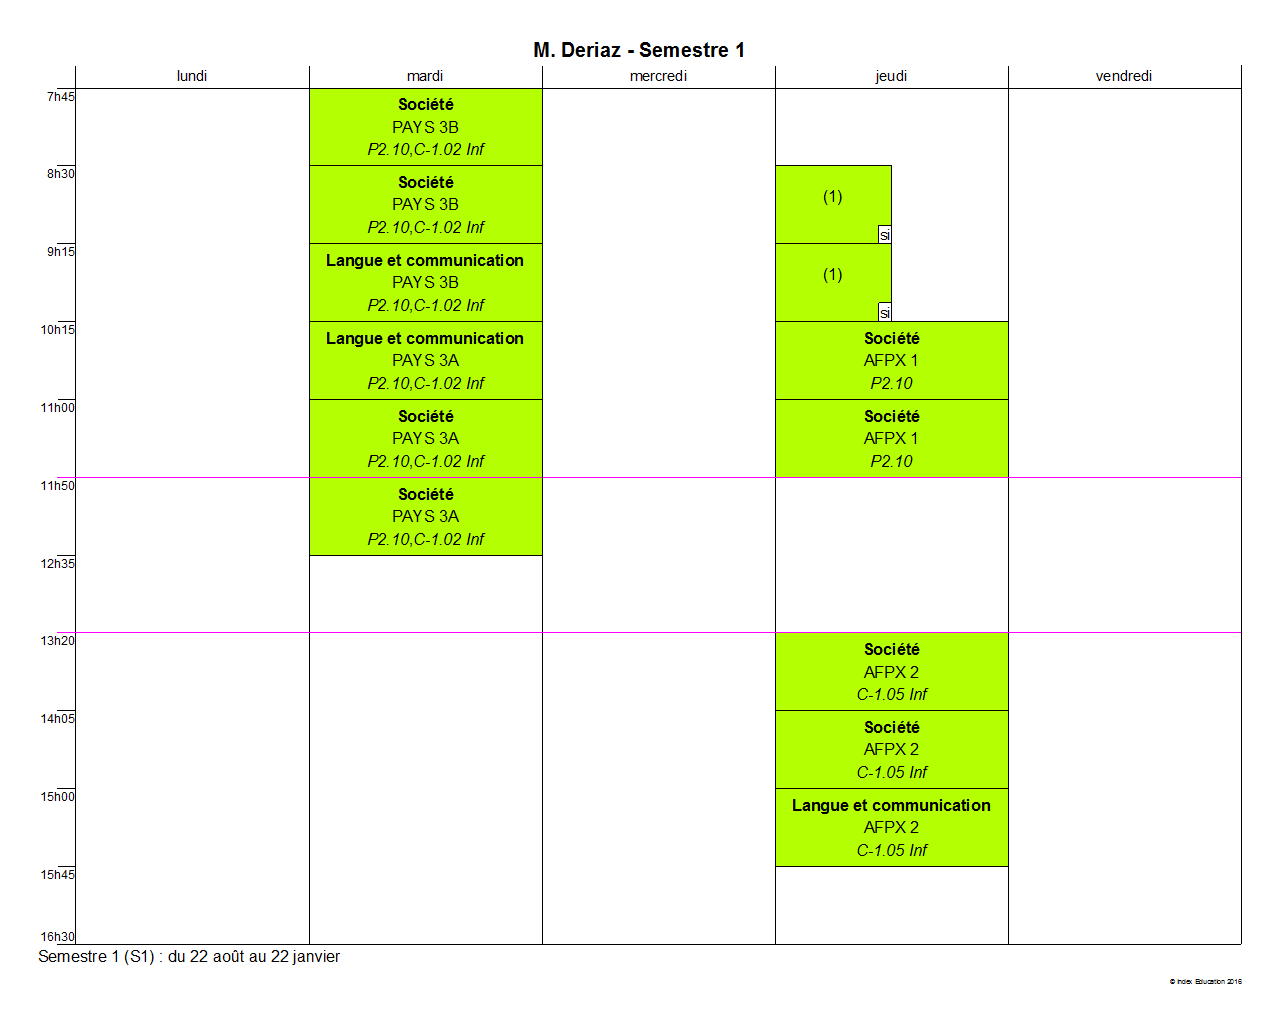 M. Deriaz - Semestre 1
lundi
mardi
mercredi
jeudi
vendredi
7h45
8h30
9h15
10h15
11h00
11h50
12h35
13h20
14h05
15h00
15h45
16h30
Société
PAYS 3B
P2.10,C-1.02 Inf
Société
PAYS 3B
P2.10,C-1.02 Inf
Langue et communication
PAYS 3B
P2.10,C-1.02 Inf
Langue et communication
PAYS 3A
P2.10,C-1.02 Inf
Société
PAYS 3A
P2.10,C-1.02 Inf
Société
PAYS 3A
P2.10,C-1.02 Inf
(1)
si
(1)
si
Société
AFPX 1
P2.10
Société
AFPX 1
P2.10
Société
AFPX 2
C-1.05 Inf
Société
AFPX 2
C-1.05 Inf
Langue et communication
AFPX 2
C-1.05 Inf
Semestre 1 (S1) : du 22 août au 22 janvier
© Index Education 2016